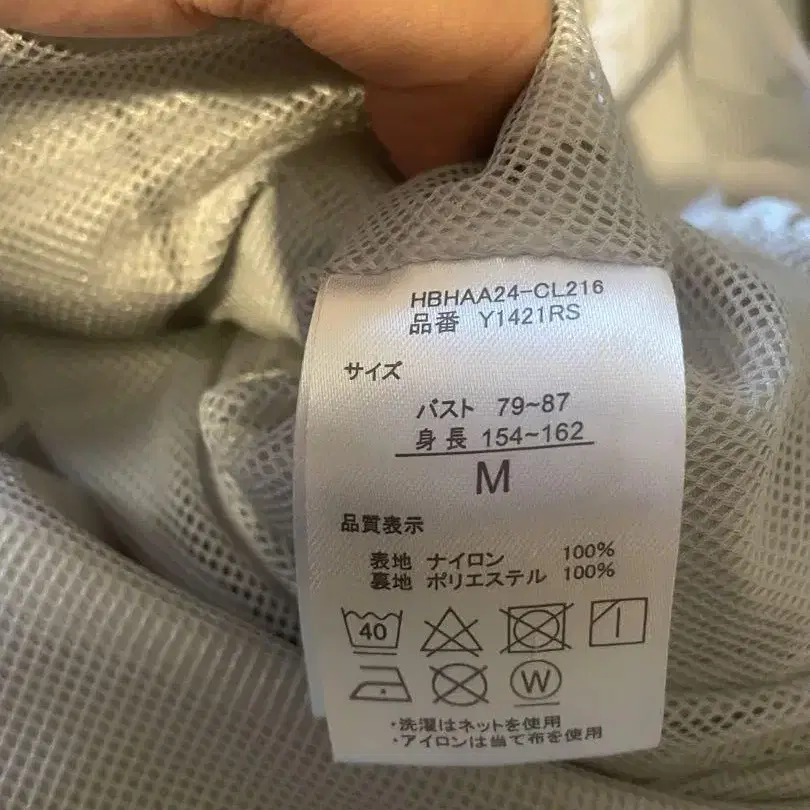 HBHAA24-CL216
品番 Y1421RS
サイズ
バスト 79~87
身長 154~162
M
品質表示
表地 ナイロン 100%
裏地 ポリエステル 100%
40
W
・洗濯はネットを使用
・アイロンは当て布を使用